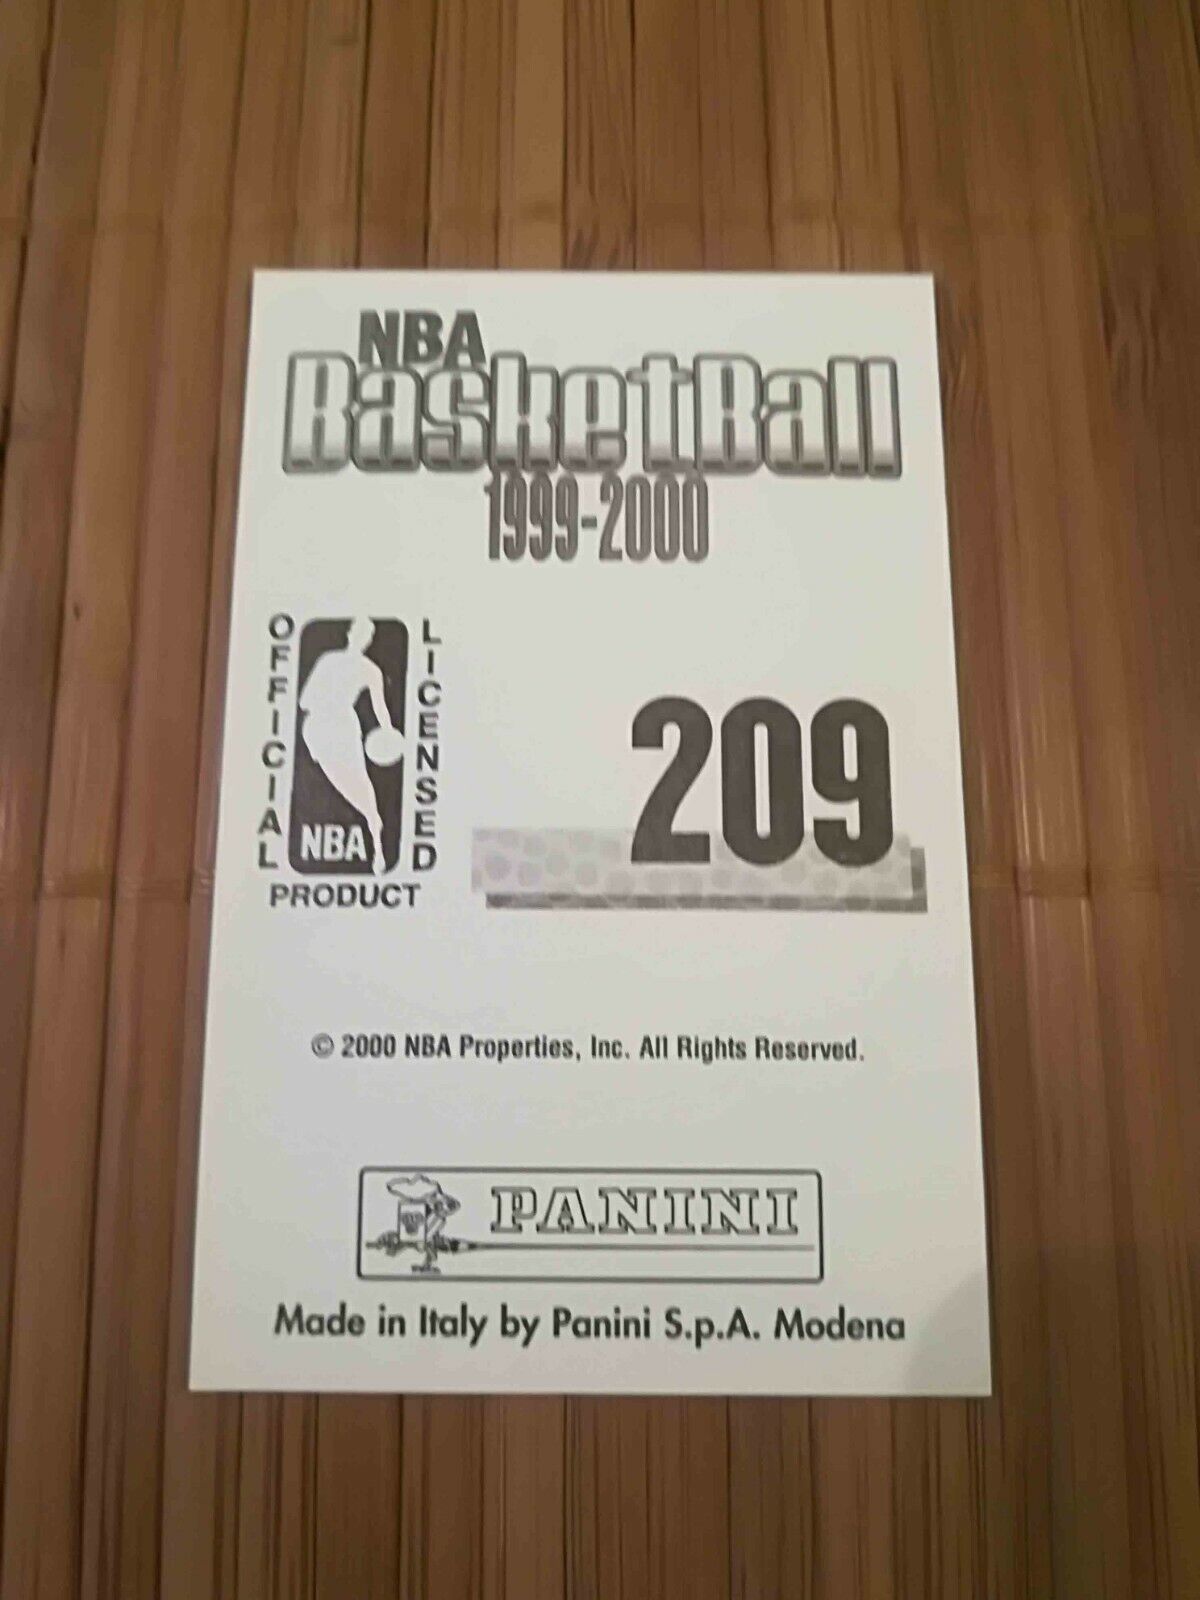 NBA
BasketBall
1999-2000
OFFICIAL
LICENSED
NBA
PRODUCT
209
© 2000 NBA Properties, Inc. All Rights Reserved.
PANINI
Made in Italy by Panini S.p.A. Modena